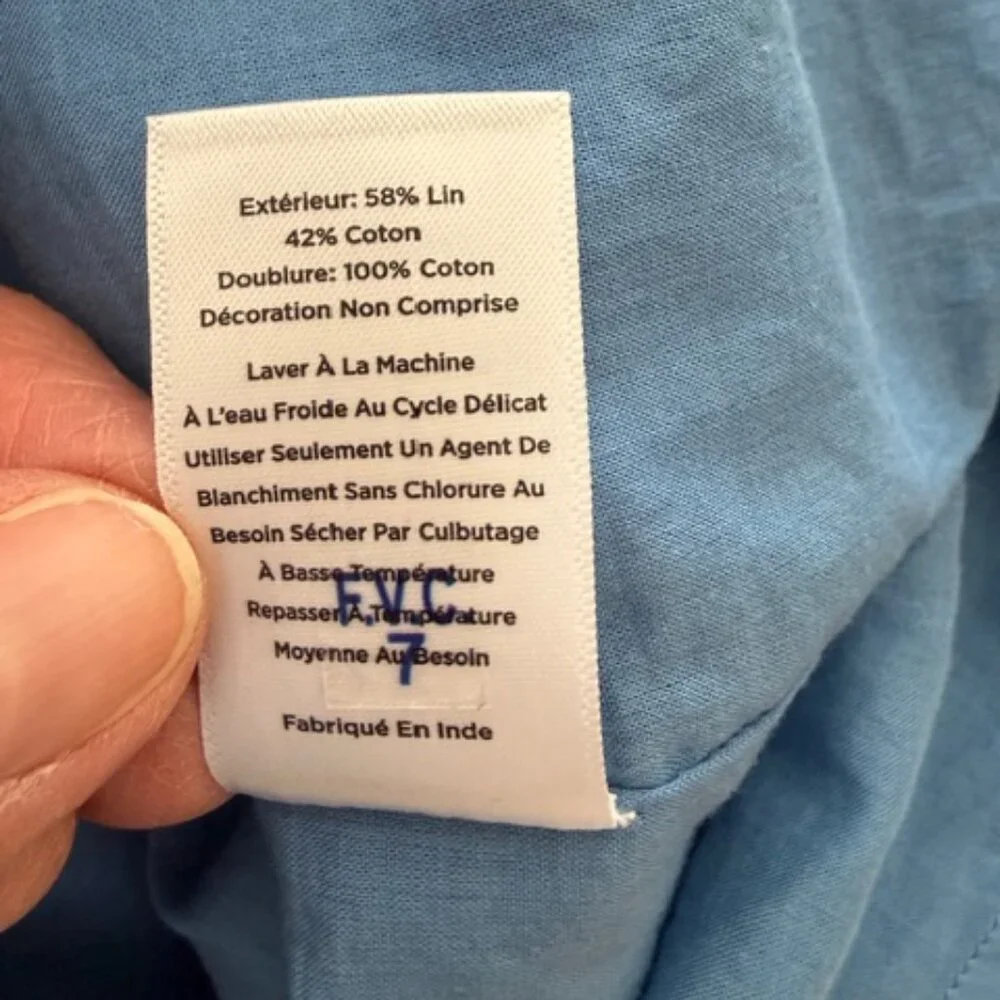 Extérieur: 58% Lin
42% Coton
Doublure: 100% Coton
Décoration Non Comprise
Laver À La Machine
À L'eau Froide Au Cycle Délicat
Utiliser Seulement Un Agent De
Blanchiment Sans Chlorure Au
Besoin Sécher Par Culbutage
À Basse Température
F.V.C
Repasser À Température
7
Moyenne Au Besoin
Fabriqué En Inde